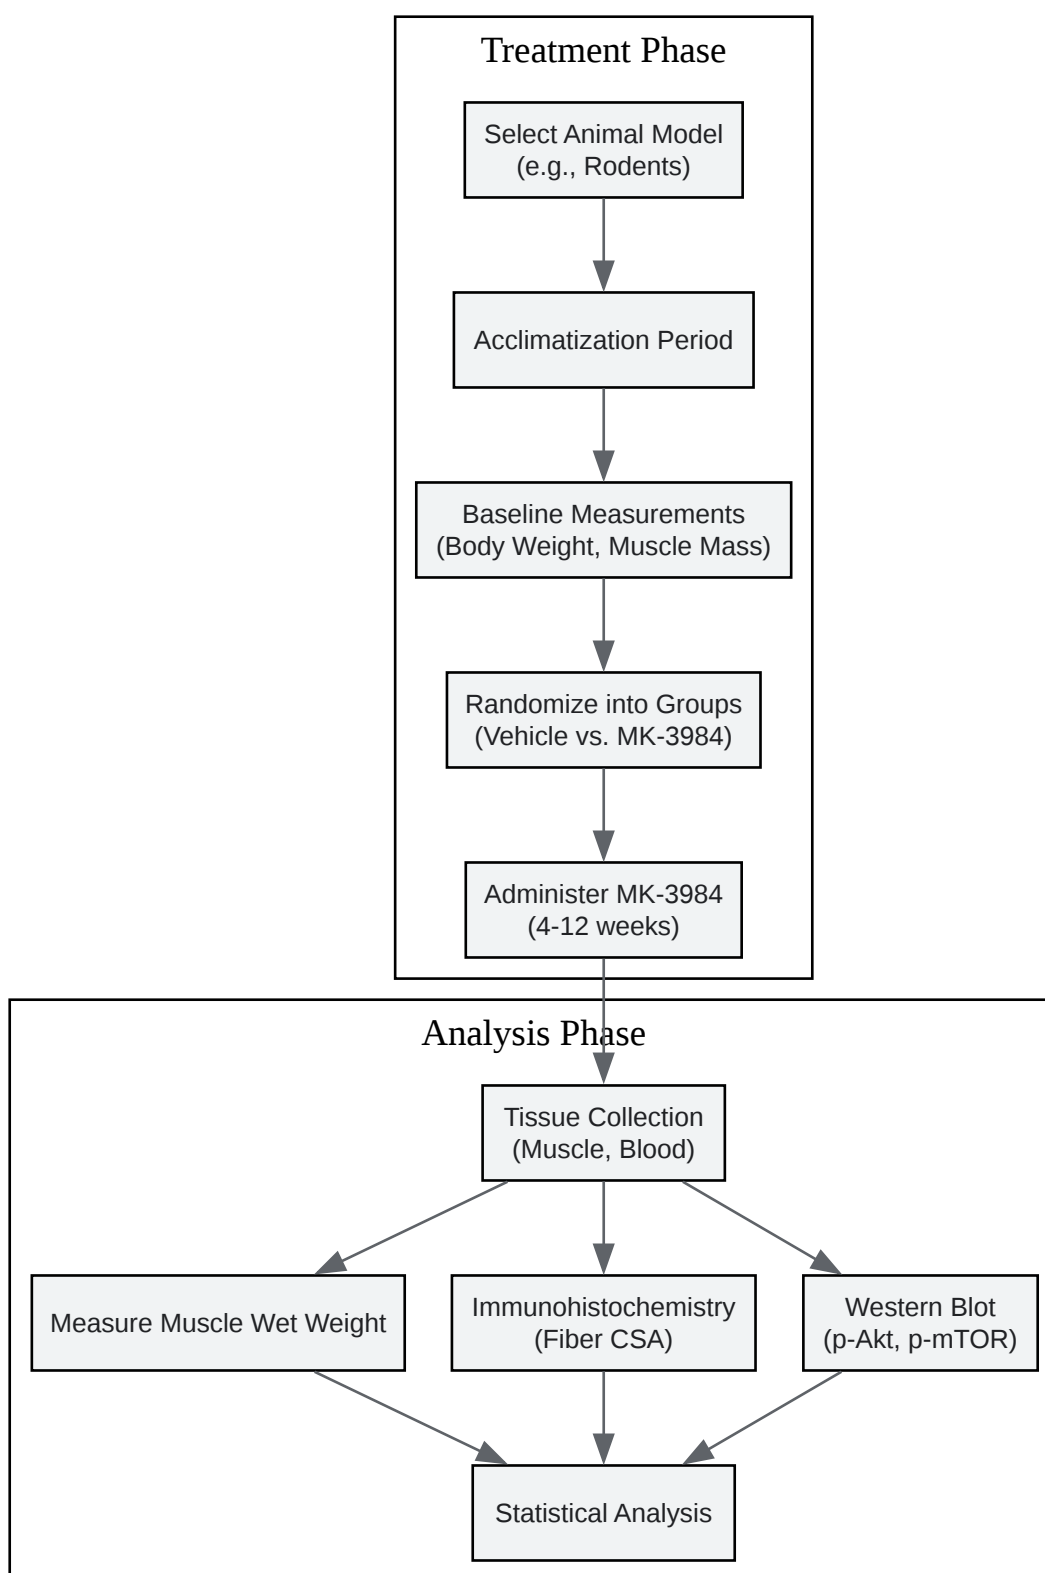 Treatment Phase
Select Animal Model
(e.g., Rodents)
Acclimatization Period
Baseline Measurements
(Body Weight, Muscle Mass)
Randomize into Groups
(Vehicle vs. MK-3984)
Administer MK-3984
(4-12 weeks)
Analysis Phase
Tissue Collection
(Muscle, Blood)
Measure Muscle Wet Weight
Immunohistochemistry
(Fiber CSA)
Western Blot
(p-Akt, p-mTOR)
Statistical Analysis